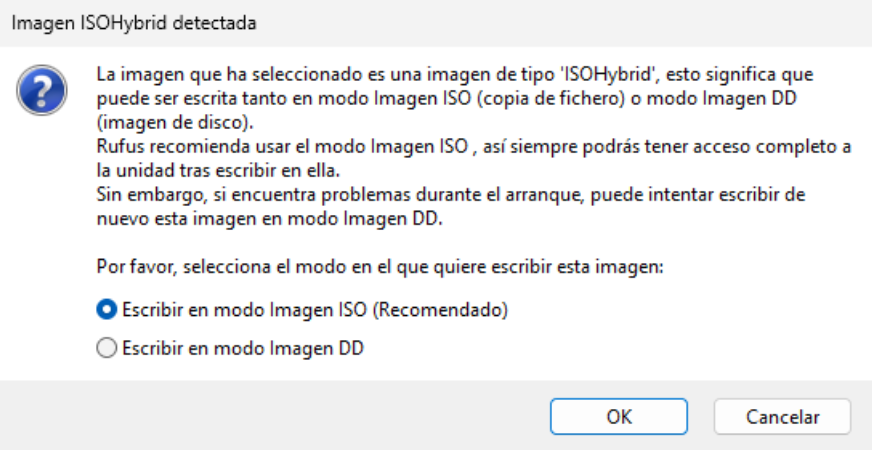 Imagen ISOHybrid detectada
La imagen que ha seleccionado es una imagen de tipo 'ISOHybrid', esto significa que
puede ser escrita tanto en modo Imagen ISO (copia de fichero) o modo Imagen DD
(imagen de disco).
Rufus recomienda usar el modo Imagen ISO , así siempre podrás tener acceso completo a
la unidad tras escribir en ella.
Sin embargo, si encuentra problemas durante el arranque, puede intentar escribir de
nuevo esta imagen en modo Imagen DD.
Por favor, selecciona el modo en el que quiere escribir esta imagen:
Escribir en modo Imagen ISO (Recomendado)
Escribir en modo Imagen DD
OK
Cancelar